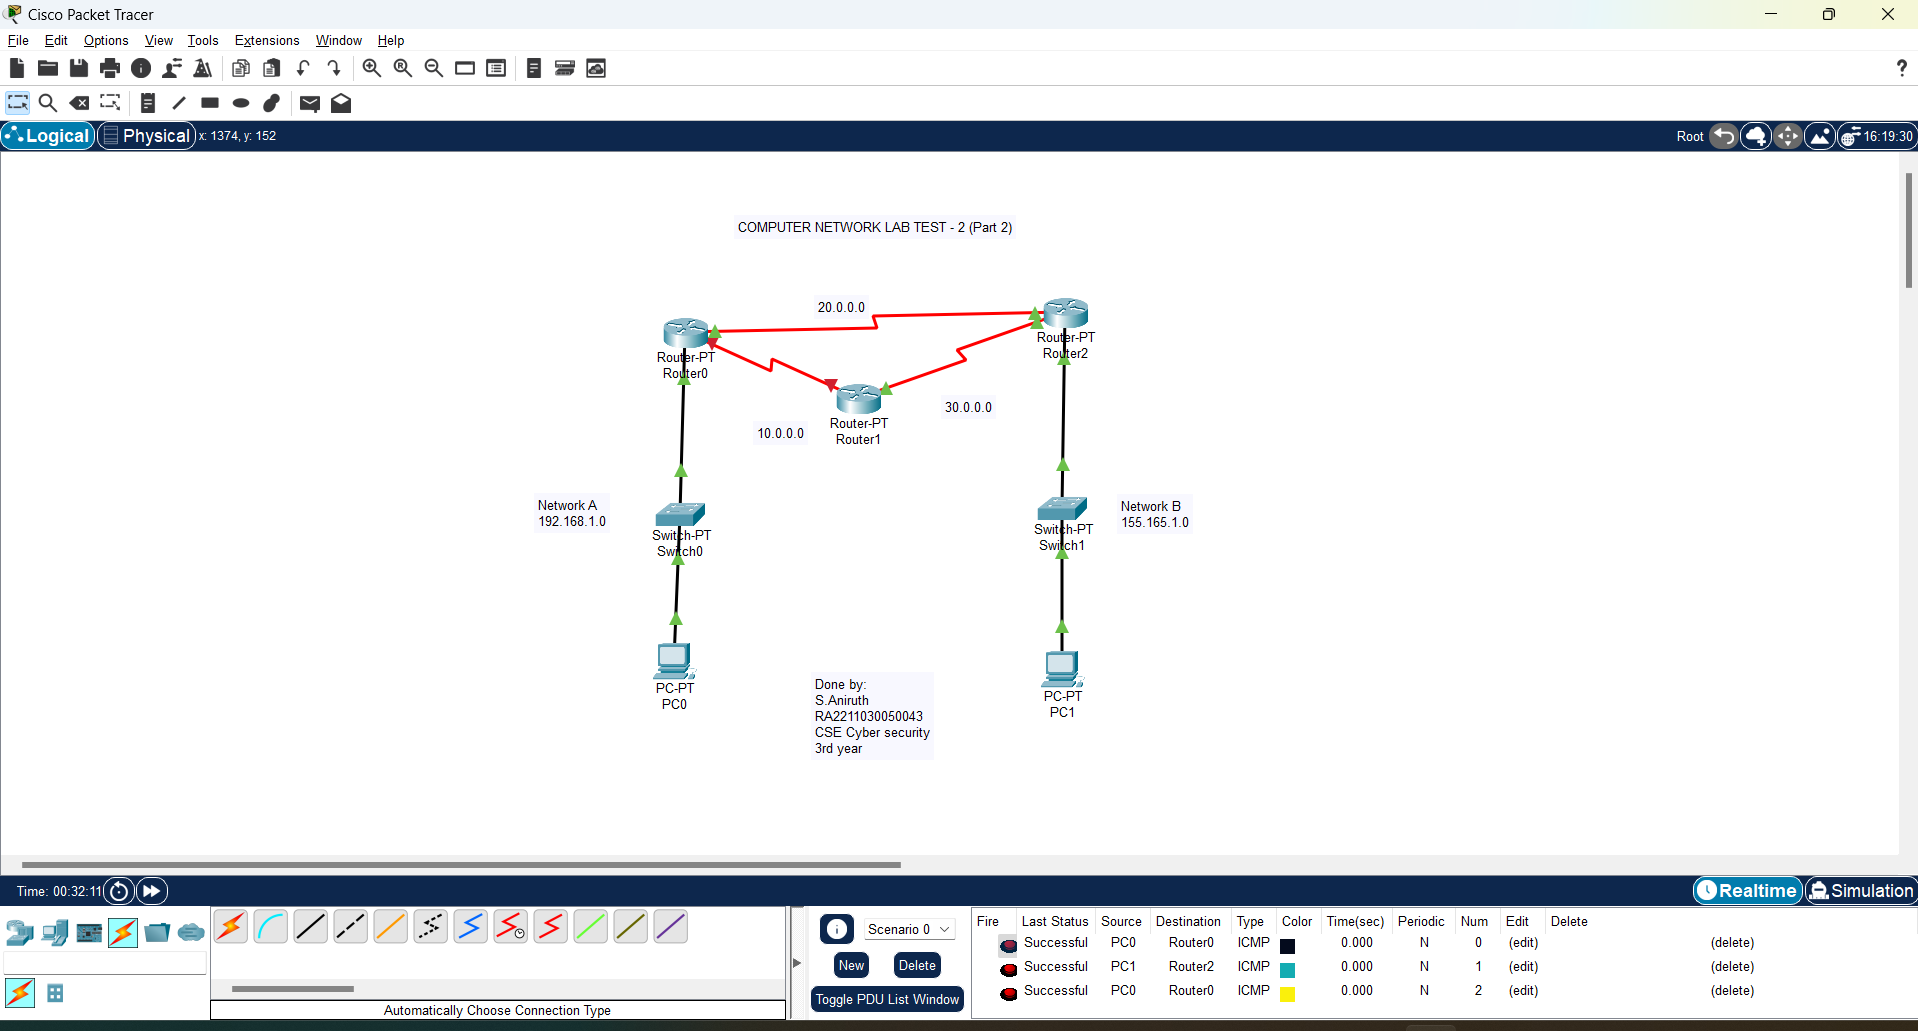 Cisco Packet Tracer
File Edit Options View Tools Extensions Window Help
?
Logical Physical x: 1374, y: 152 Root 16:19:30
COMPUTER NETWORK LAB TEST - 2 (Part 2)
20.0.0.0
Router-PT
Router0
Router-PT
Router2
Router-PT
Router1
10.0.0.0
30.0.0.0
Network A
192.168.1.0
Switch-PT
Switch0
Switch-PT
Switch1
Network B
155.165.1.0
PC-PT
PC0
PC-PT
PC1
Done by:
S.Aniruth
RA2211030050043
CSE Cyber security
3rd year
Time: 00:32:11 Realtime Simulation
Automatically Choose Connection Type
Scenario 0
New Delete
Toggle PDU List Window
Fire Last Status Source Destination Type Color Time(sec) Periodic Num Edit Delete
Successful PC0 Router0 ICMP 0.000 N 0 (edit) (delete)
Successful PC1 Router2 ICMP 0.000 N 1 (edit) (delete)
Successful PC0 Router0 ICMP 0.000 N 2 (edit) (delete)